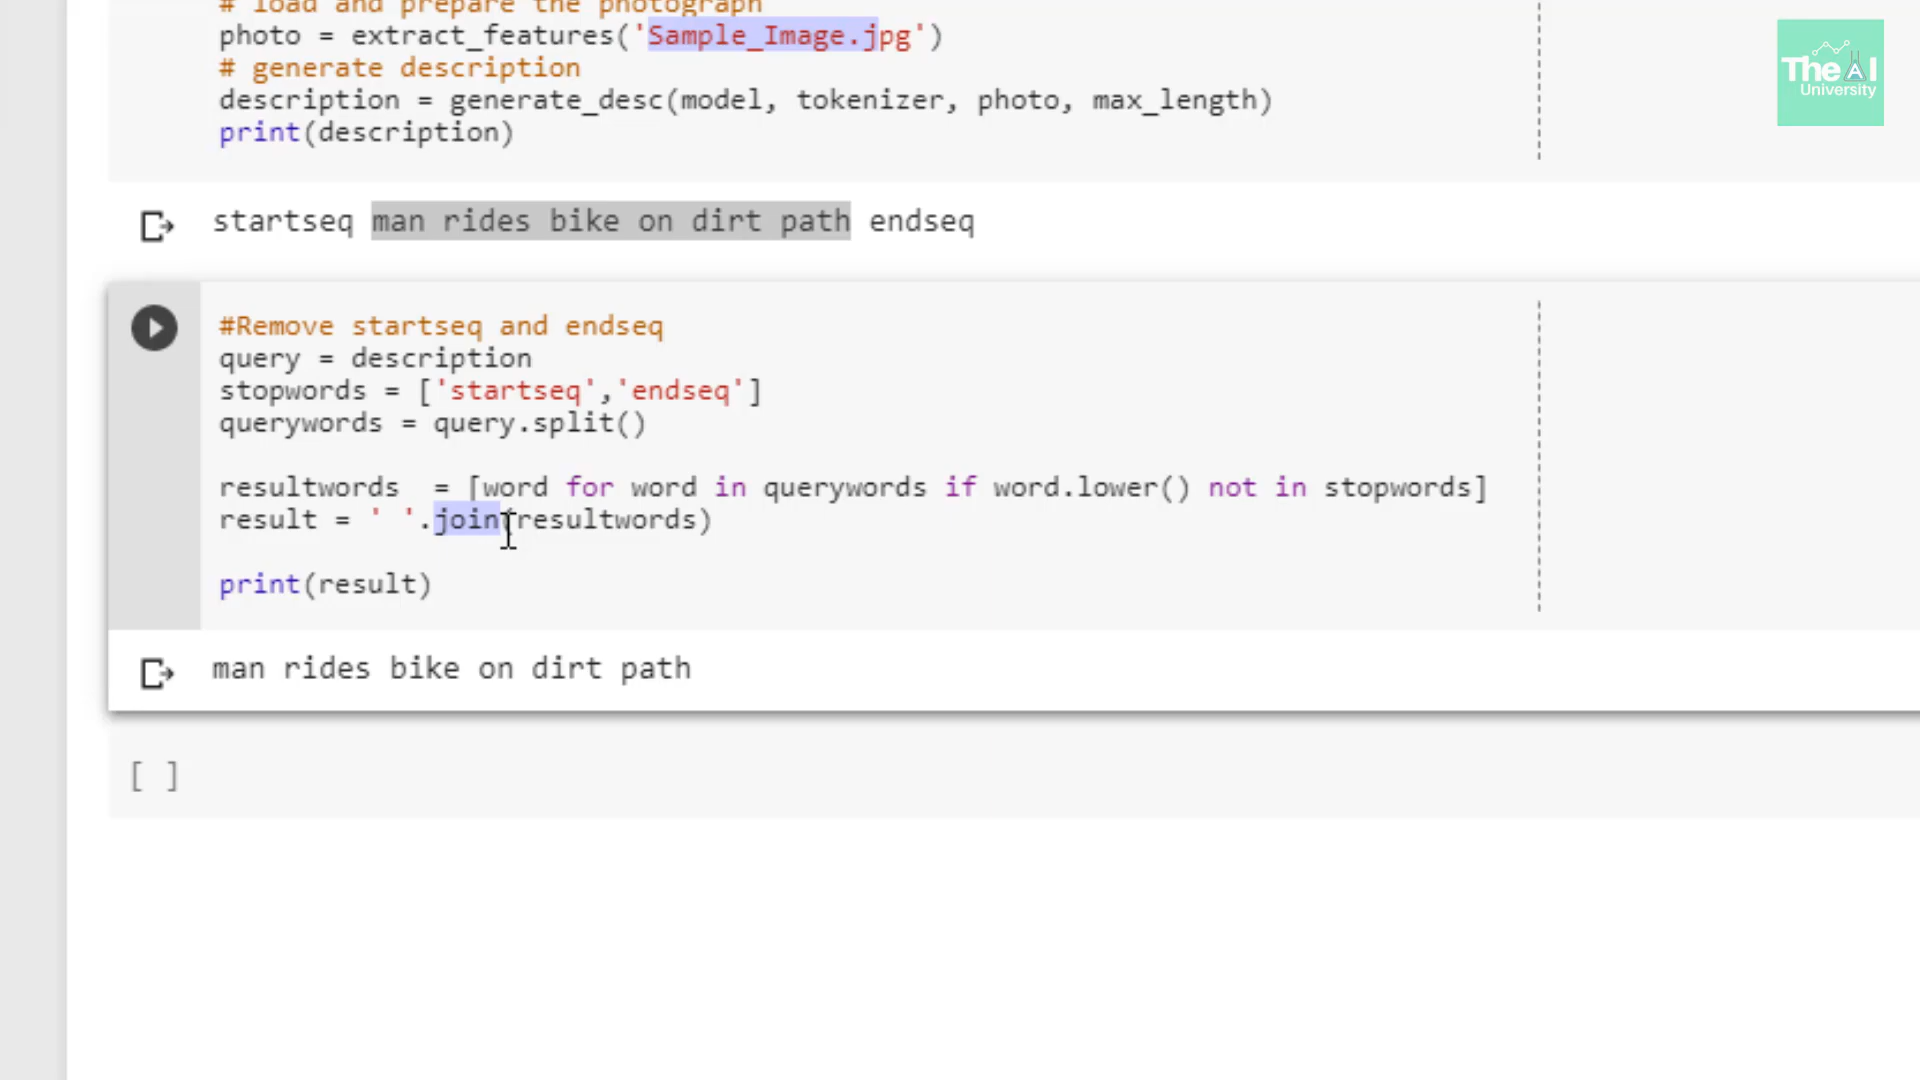 # load and prepare the photograph
photo = extract_features('Sample_Image.jpg')
# generate description
description = generate_desc(model, tokenizer, photo, max_length)
print(description)
startseq man rides bike on dirt path endseq
#Remove startseq and endseq
query = description
stopwords = ['startseq','endseq']
querywords = query.split()
resultwords  = [word for word in querywords if word.lower() not in stopwords]
result = ' '.join(resultwords)
print(result)
man rides bike on dirt path
[ ]
The AI
University